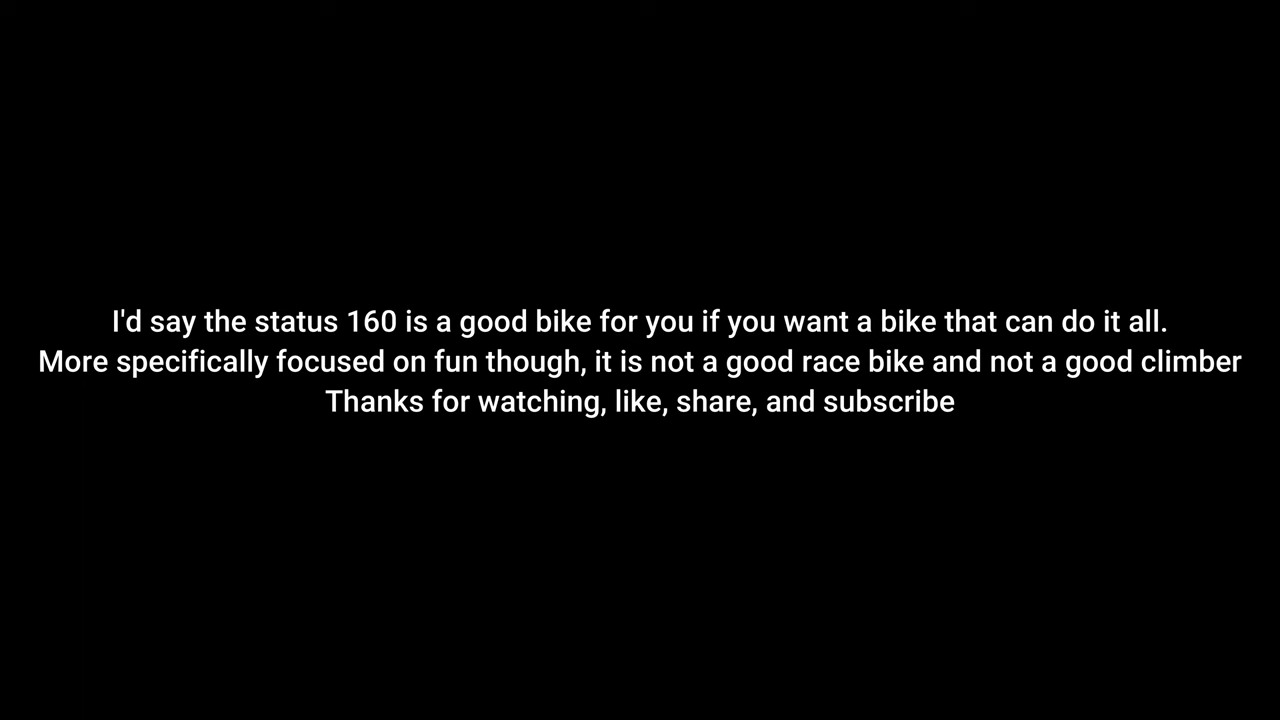 I'd say the status 160 is a good bike for you if you want a bike that can do it all.
More specifically focused on fun though, it is not a good race bike and not a good climber
Thanks for watching, like, share, and subscribe